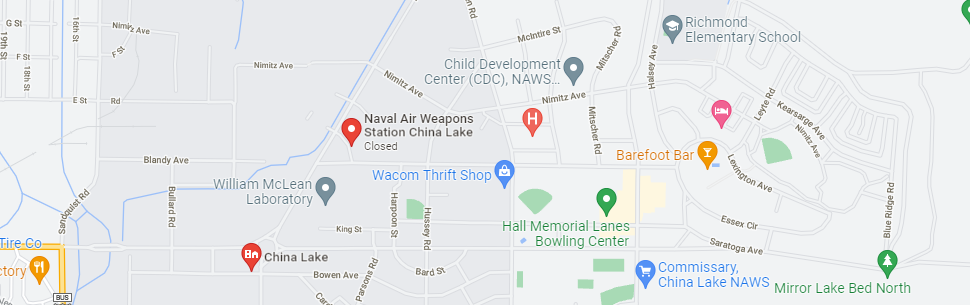 G St
19th St
18th St
16th St
Nimitz Ave
F St
E St
Rd
Nimitz Ave
McIntire St
Mitscher Rd
Halsey Ave
Richmond
Elementary School
Child Development
Center (CDC), NAWS...
Nimitz Ave
Nimitz Ave
Mitscher Rd
Leyte Rd
Kearsarge Ave
Nimitz Ave
Naval Air Weapons
Station China Lake
Closed
H
Barefoot Bar
Lexington Ave
Blandy Ave
Wacom Thrift Shop
William McLean
Laboratory
Sandquist Rd
Bullard Rd
Harpoon St
Hussey Rd
Hall Memorial Lanes
Bowling Center
Essex Cir
Saratoga Ave
Blue Ridge Rd
King St
Tire Co
China Lake
Bowen Ave
Parsons Rd
Bard St
Commissary,
China Lake NAWS
Mirror Lake Bed North
ctory
BUS